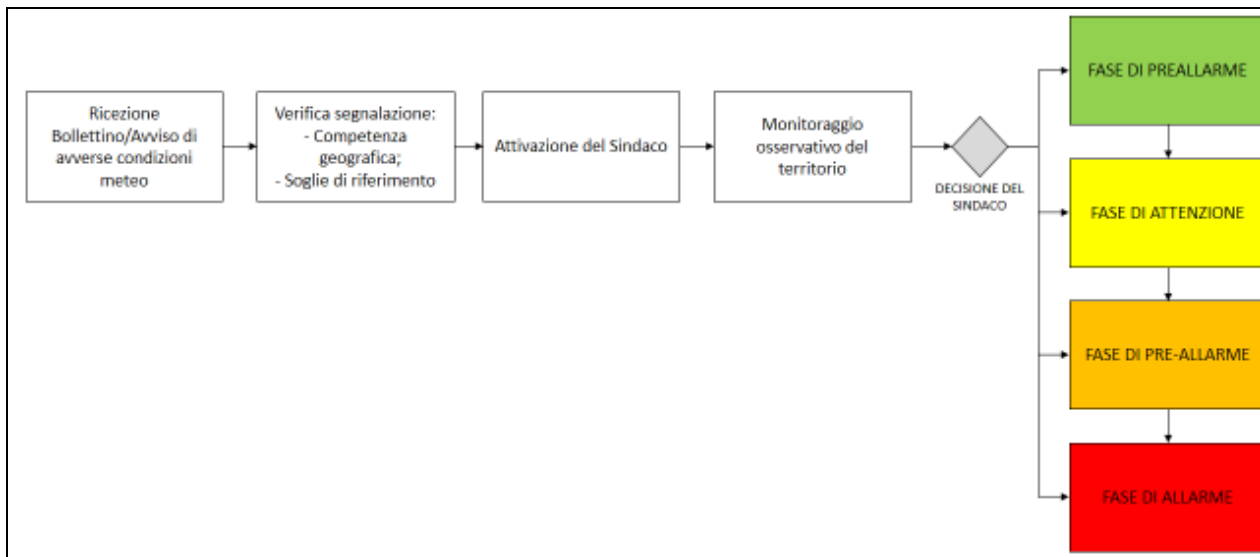 Ricezione
Bollettino/Avviso di
avverse condizioni
meteo
Verifica segnalazione:
- Competenza
geografica;
- Soglie di riferimento
Attivazione del Sindaco
Monitoraggio
osservativo del
territorio
DECISIONE DEL
SINDACO
FASE DI PREALLARME
FASE DI ATTENZIONE
FASE DI PRE-ALLARME
FASE DI ALLARME